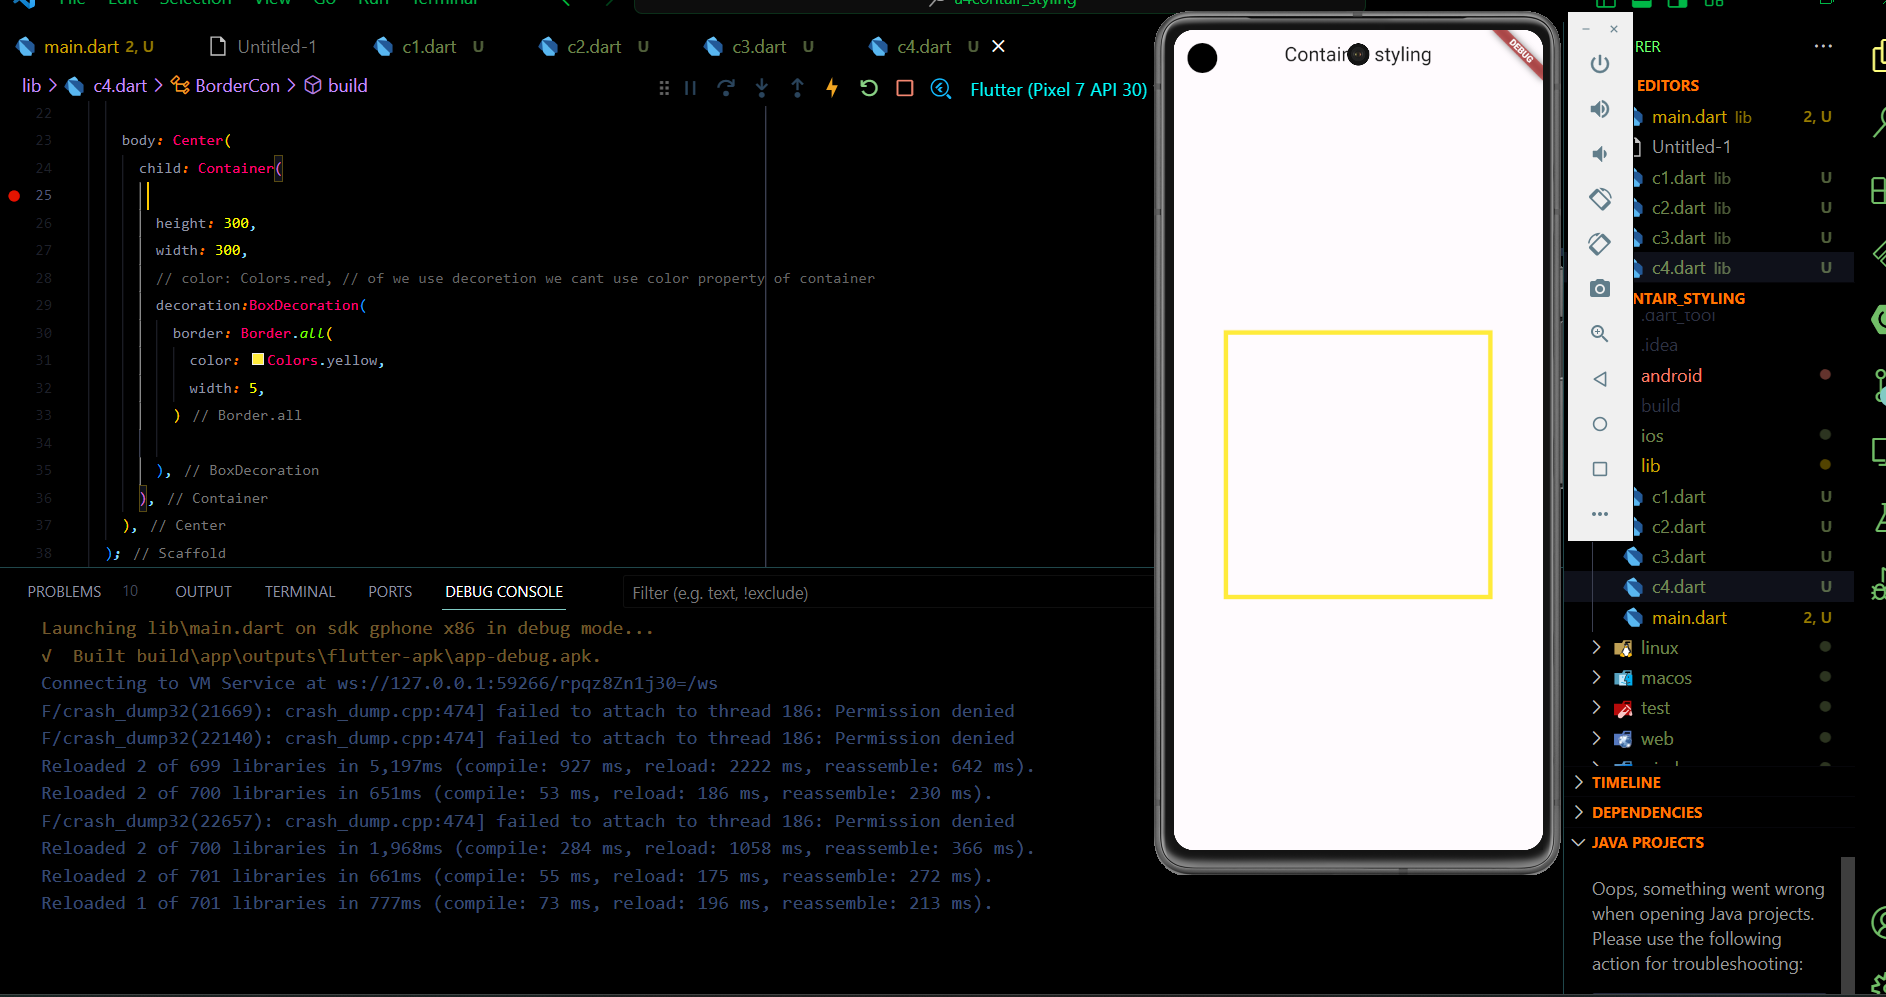 File Edit Selection View Go Run Terminal
a4contair_styling
main.dart 2, U
Untitled-1
c1.dart U
c2.dart U
c3.dart U
c4.dart U
lib > c4.dart > BorderCon > build
Flutter (Pixel 7 API 30)
22
23 body: Center(
24 child: Container(
25
26 height: 300,
27 width: 300,
28 // color: Colors.red, // of we use decoretion we cant use color property of container
29 decoration:BoxDecoration(
30 border: Border.all(
31 color: Colors.yellow,
32 width: 5,
33 ) // Border.all
34
35 ), // BoxDecoration
36 ), // Container
37 ), // Center
38 ); // Scaffold
PROBLEMS 10 OUTPUT TERMINAL PORTS DEBUG CONSOLE
Filter (e.g. text, !exclude)
Launching lib\main.dart on sdk gphone x86 in debug mode...
√ Built build\app\outputs\flutter-apk\app-debug.apk.
Connecting to VM Service at ws://127.0.0.1:59266/rpqz8Zn1j30=/ws
F/crash_dump32(21669): crash_dump.cpp:474] failed to attach to thread 186: Permission denied
F/crash_dump32(22140): crash_dump.cpp:474] failed to attach to thread 186: Permission denied
Reloaded 2 of 699 libraries in 5,197ms (compile: 927 ms, reload: 2222 ms, reassemble: 642 ms).
Reloaded 2 of 700 libraries in 651ms (compile: 53 ms, reload: 186 ms, reassemble: 230 ms).
F/crash_dump32(22657): crash_dump.cpp:474] failed to attach to thread 186: Permission denied
Reloaded 2 of 700 libraries in 1,968ms (compile: 284 ms, reload: 1058 ms, reassemble: 366 ms).
Reloaded 2 of 701 libraries in 661ms (compile: 55 ms, reload: 175 ms, reassemble: 272 ms).
Reloaded 1 of 701 libraries in 777ms (compile: 73 ms, reload: 196 ms, reassemble: 213 ms).
styling
DEBUG
RER
EDITORS
main.dart lib 2, U
Untitled-1
c1.dart lib U
c2.dart lib U
c3.dart lib U
c4.dart lib U
NTAIR_STYLING
.dart_tool
.idea
android
build
ios
lib
c1.dart U
c2.dart U
c3.dart U
c4.dart U
main.dart 2, U
linux
macos
test
web
TIMELINE
DEPENDENCIES
JAVA PROJECTS
Oops, something went wrong
when opening Java projects.
Please use the following
action for troubleshooting: